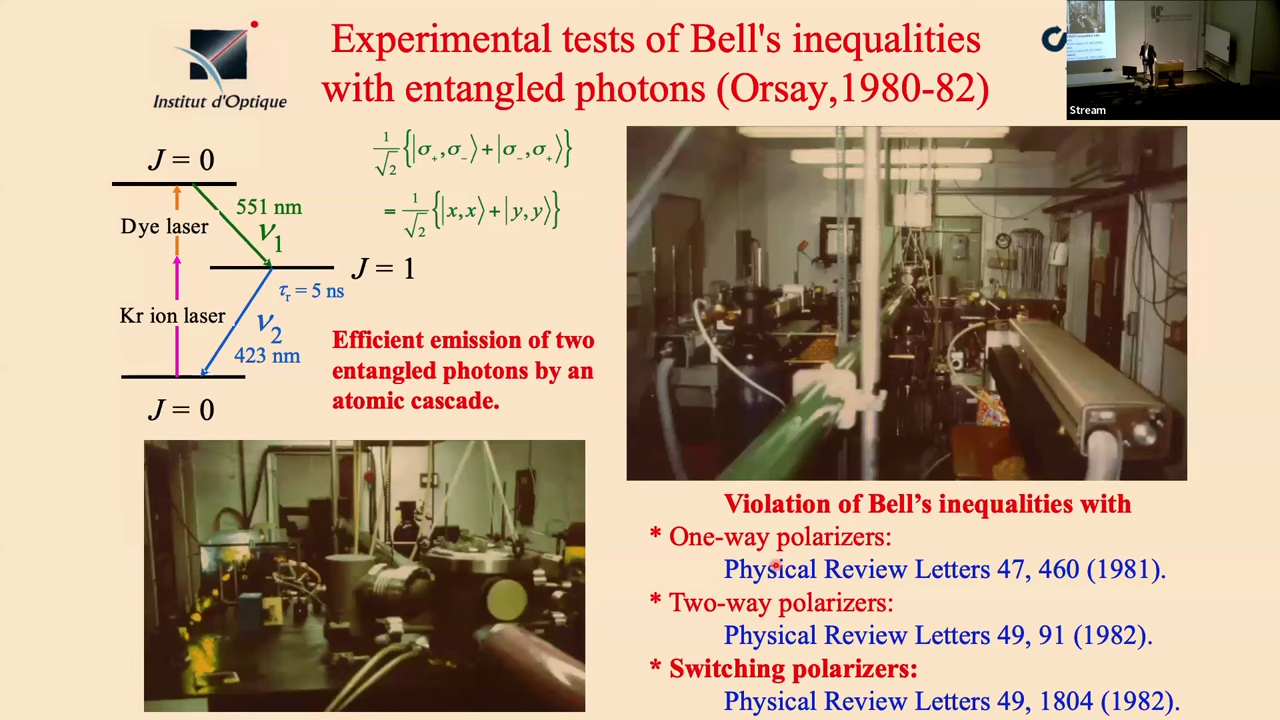 Experimental tests of Bell's inequalities
with entangled photons (Orsay,1980-82)
Institut d'Optique
Stream
J = 0
Dye laser
551 nm
ν₁
J = 1
τᵣ = 5 ns
Kr ion laser
ν₂
423 nm
J = 0
1/√2 {|σ₊,σ₋⟩+|σ₋,σ₊⟩}
= 1/√2 {|x,x⟩+|y,y⟩}
Efficient emission of two
entangled photons by an
atomic cascade.
Violation of Bell’s inequalities with
* One-way polarizers:
Physical Review Letters 47, 460 (1981).
* Two-way polarizers:
Physical Review Letters 49, 91 (1982).
* Switching polarizers:
Physical Review Letters 49, 1804 (1982).